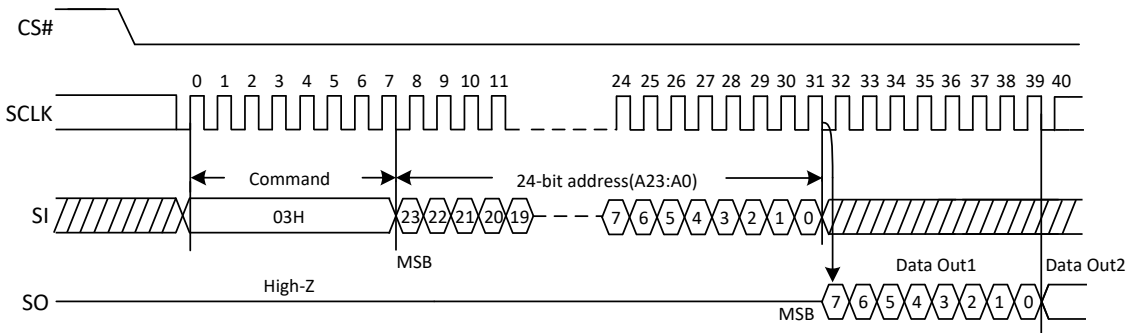 CS#
0 1 2 3 4 5 6 7 8 9 10 11 24 25 26 27 28 29 30 31 32 33 34 35 36 37 38 39 40
SCLK
Command 24-bit address(A23:A0)
SI 03H 23 22 21 20 19 7 6 5 4 3 2 1 0
MSB Data Out1 Data Out2
High-Z
SO 7 6 5 4 3 2 1 0
MSB